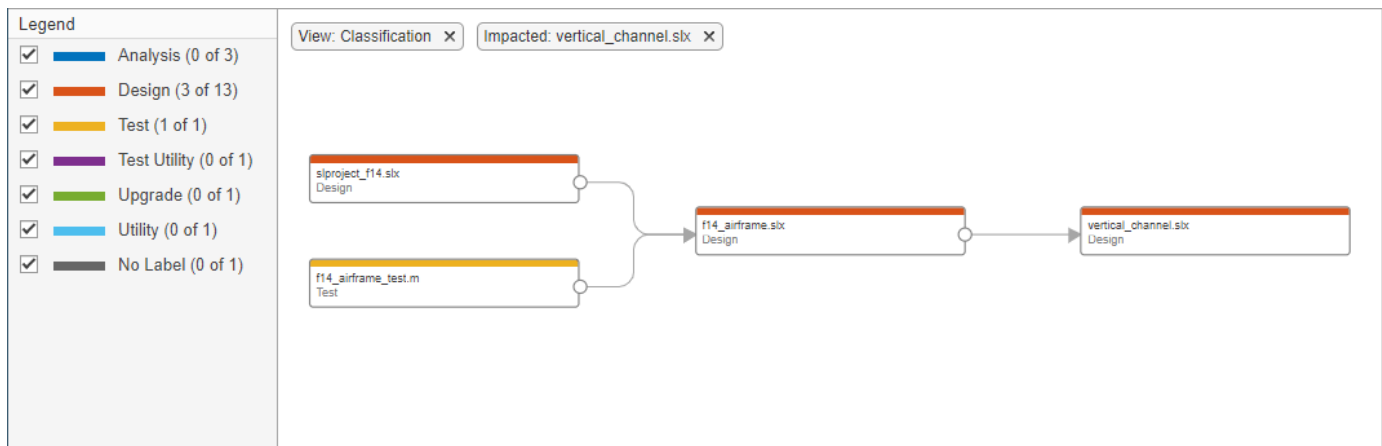 Legend
Analysis (0 of 3)
Design (3 of 13)
Test (1 of 1)
Test Utility (0 of 1)
Upgrade (0 of 1)
Utility (0 of 1)
No Label (0 of 1)
View: Classification X
Impacted: vertical_channel.slx X
slproject_f14.slx
Design
f14_airframe_test.m
Test
f14_airframe.slx
Design
vertical_channel.slx
Design